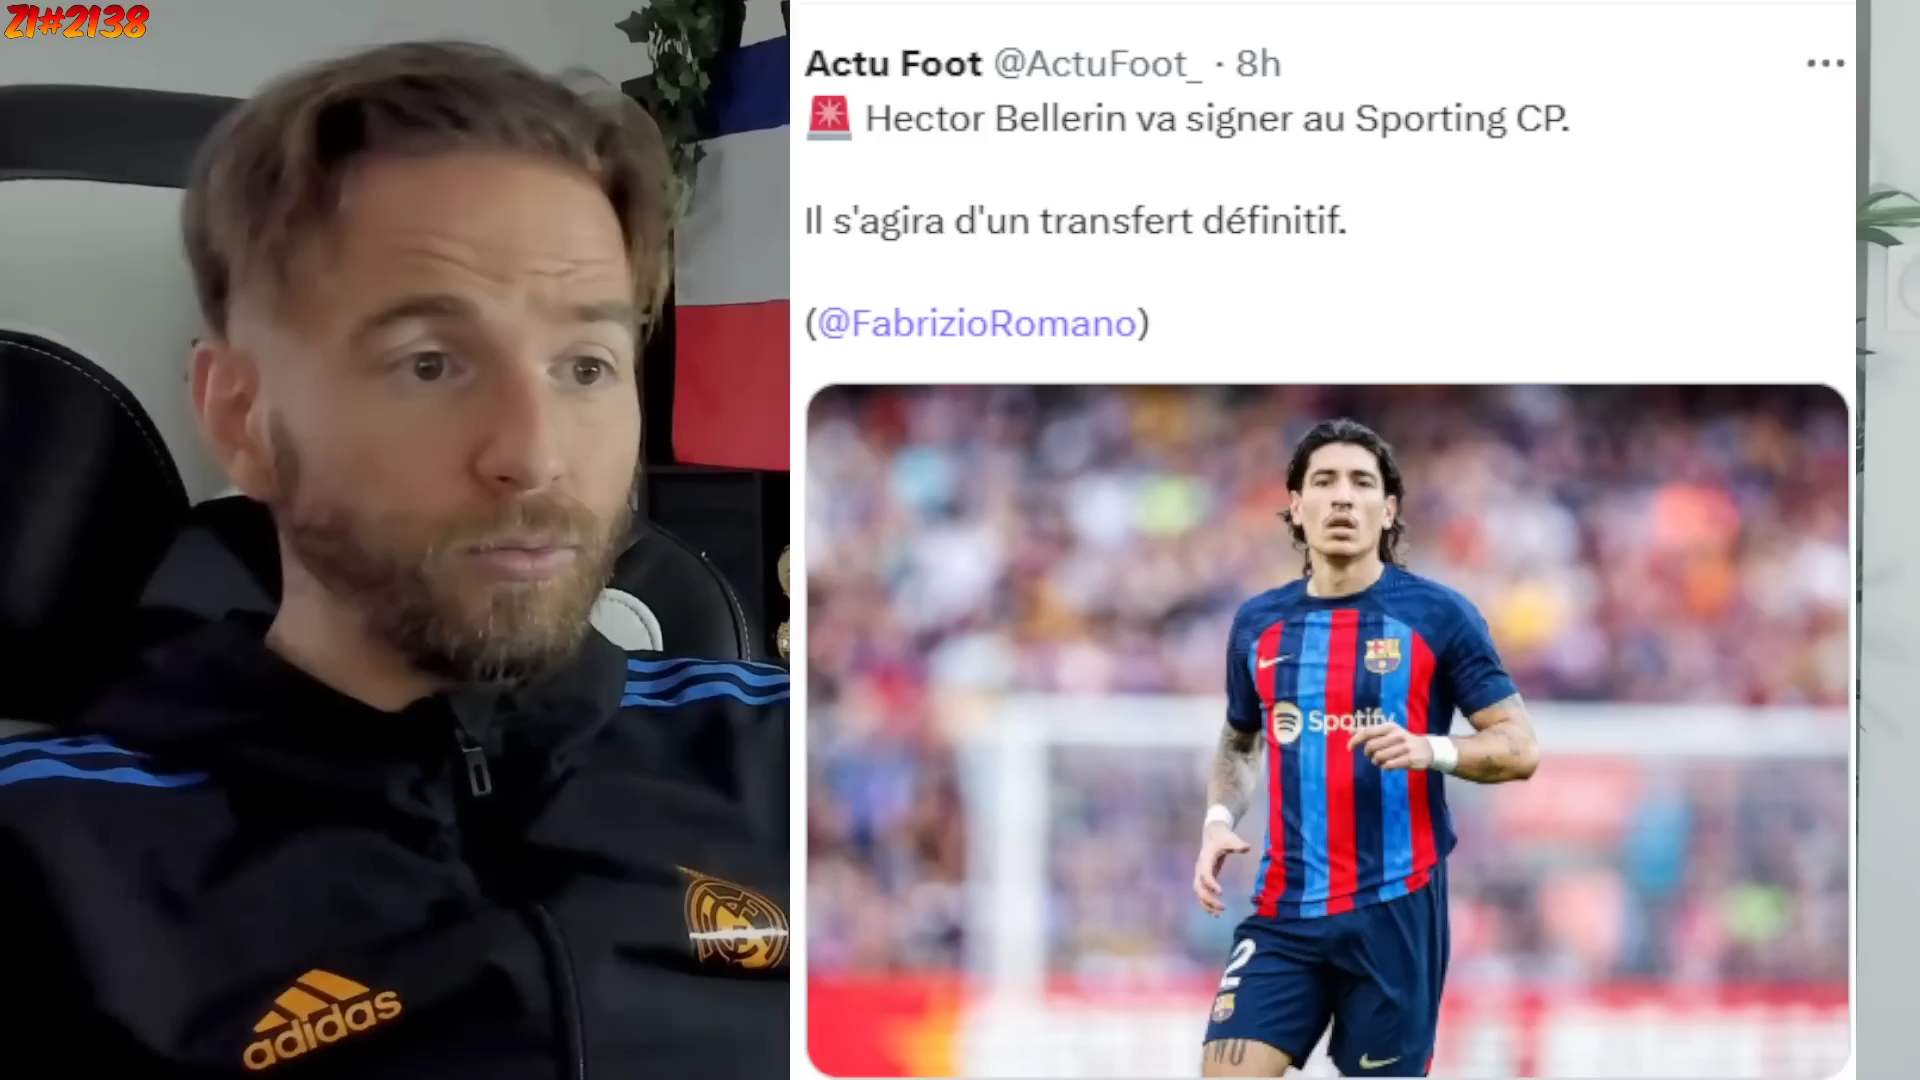 Z1#2138
Actu Foot @ActuFoot_ · 8h
🚨 Hector Bellerin va signer au Sporting CP.
Il s'agira d'un transfert définitif.
(@FabrizioRomano)
Spotify
2
adidas